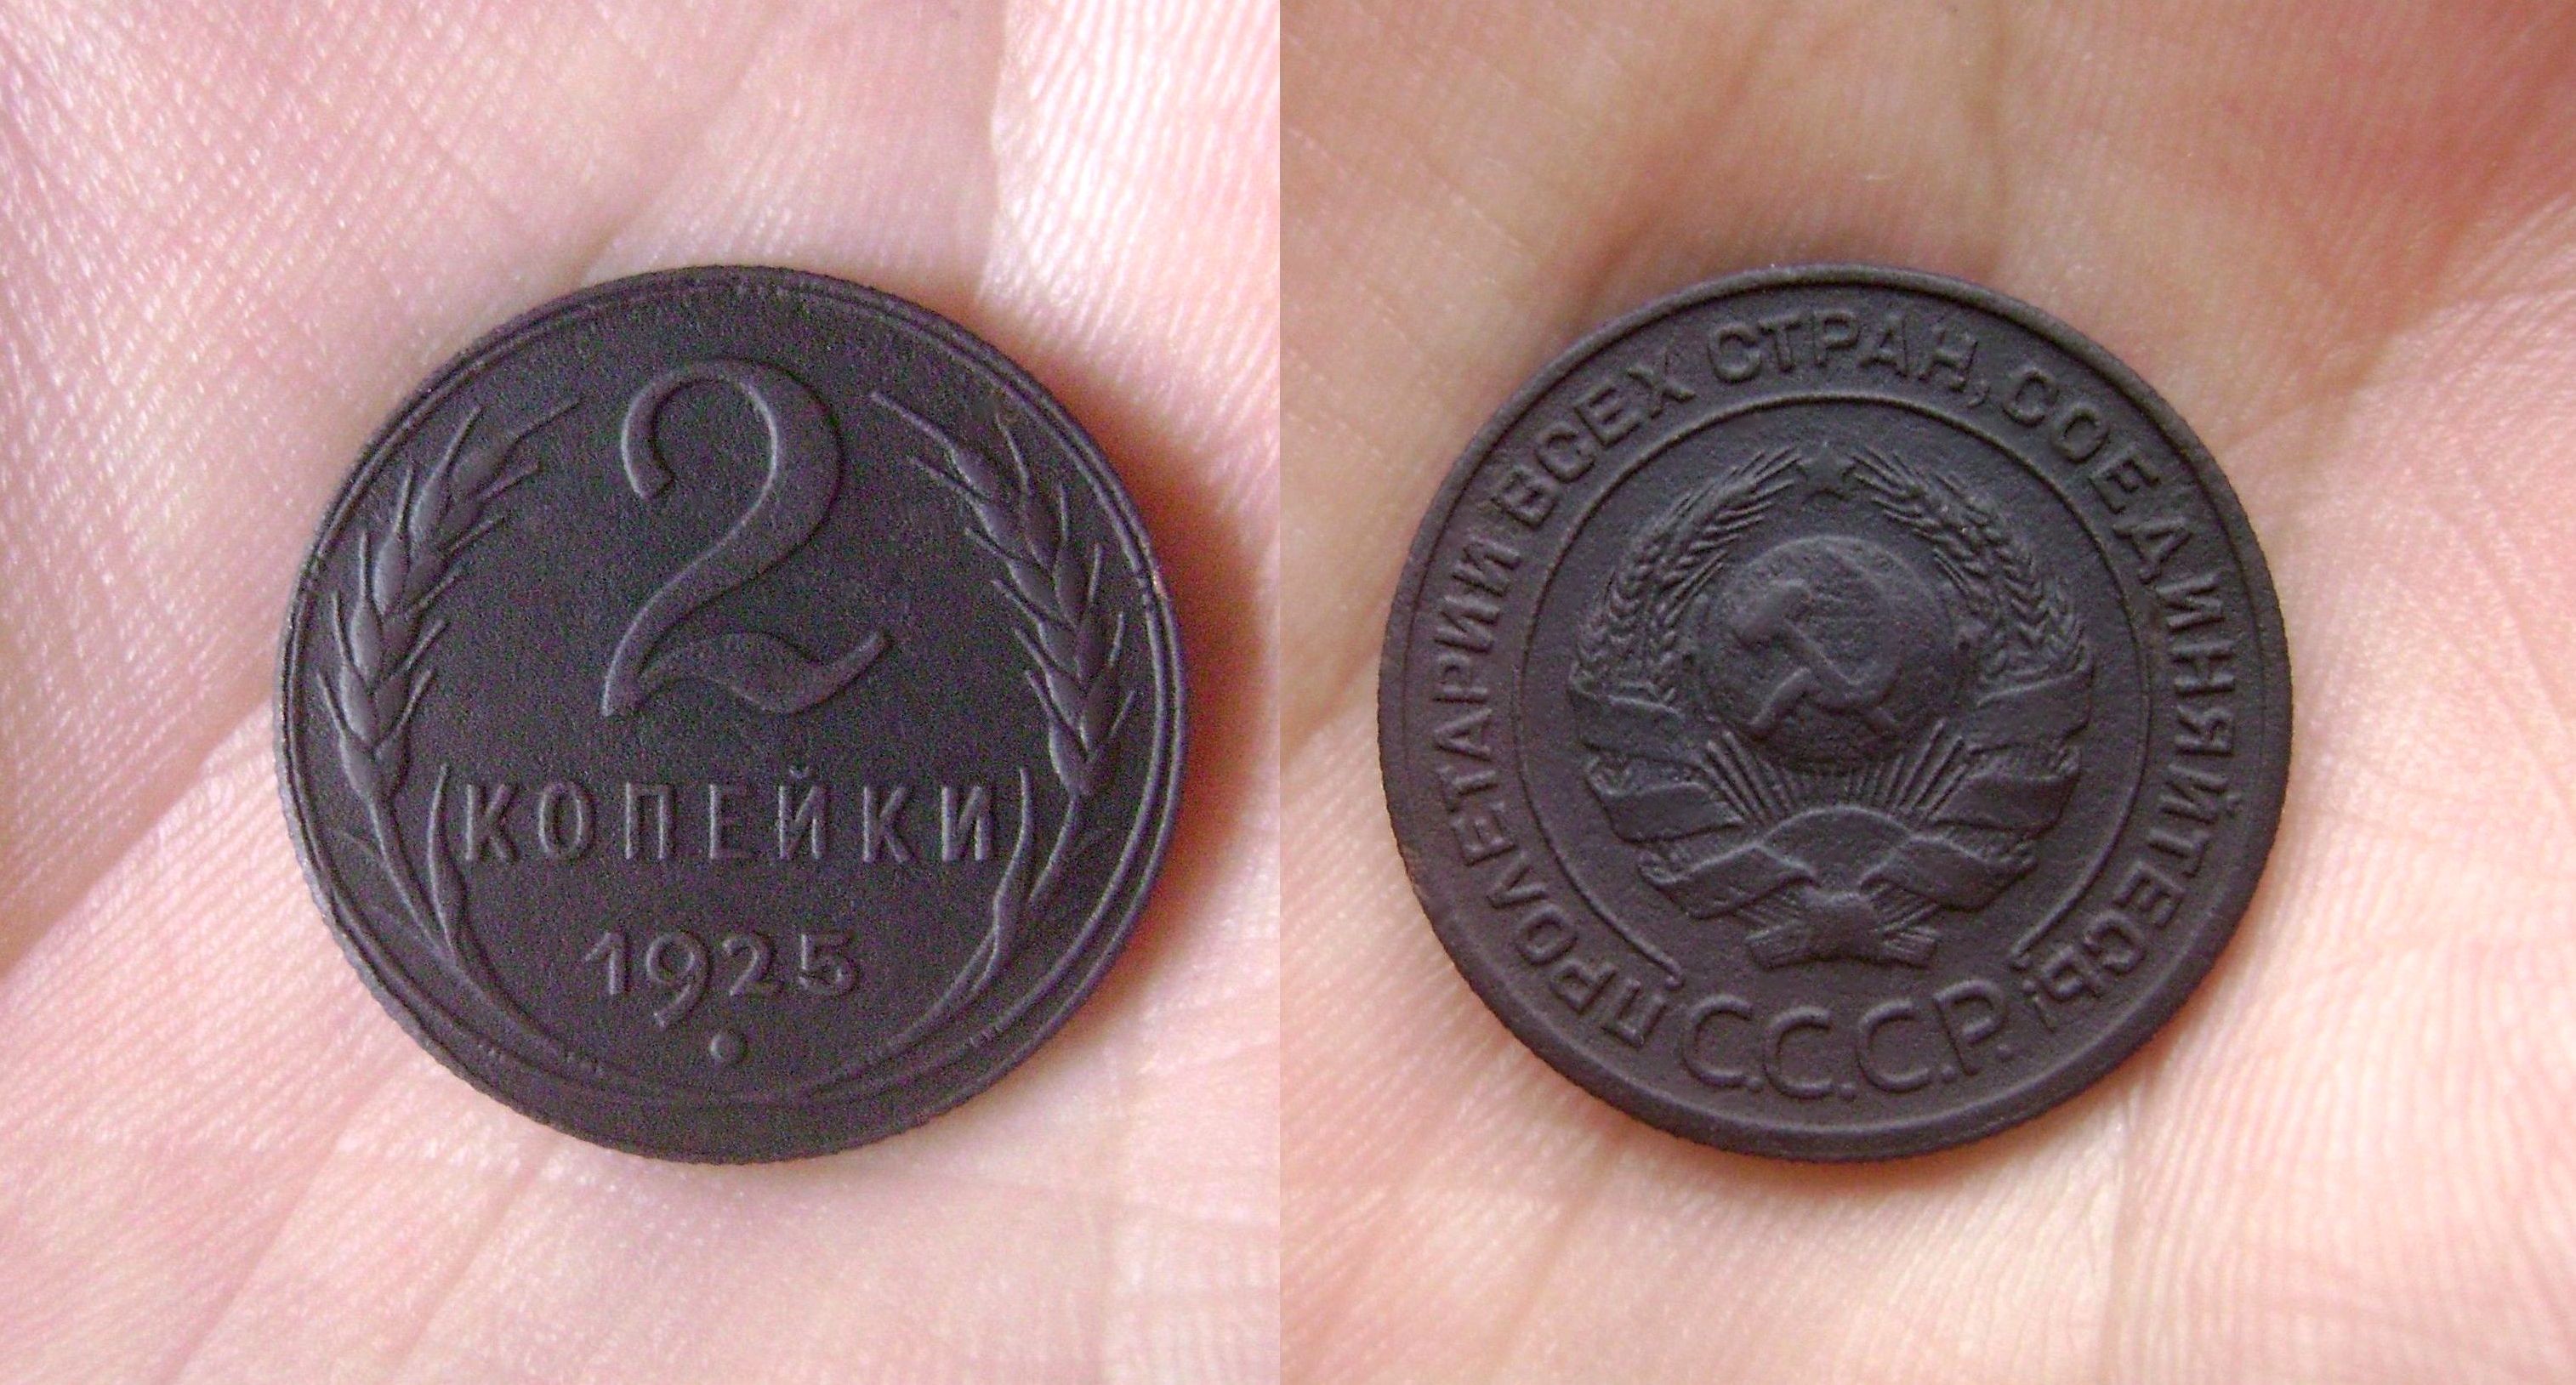 2
КОПЕЙКИ
1925
ПРОЛЕТАРИИ ВСЕХ СТРАН, СОЕДИНЯЙТЕСЬ!
С.С.С.Р.